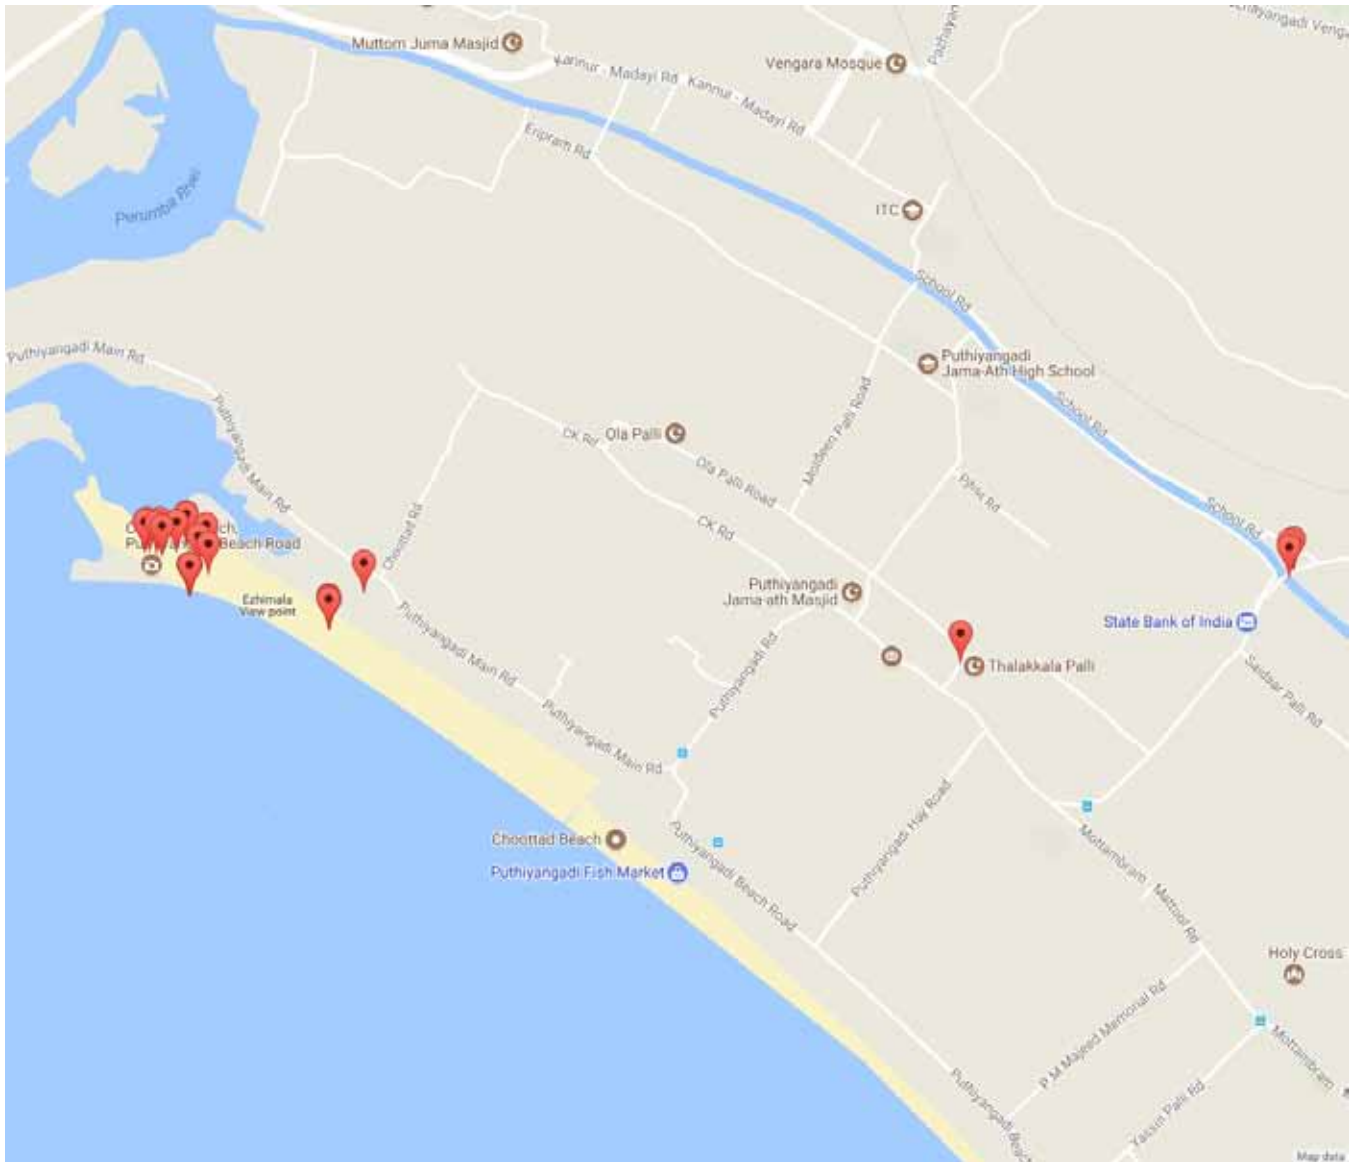 Muttom Juma Masjid
Kannur - Madayi Rd
Kannur - Madayi Rd
Vengara Mosque
Eripram Rd
Perumba River
ITC
School Rd
Puthiyangadi Main Rd
Puthiyangadi
Jama-Ath High School
School Rd
Puthiyangadi Main Rd
CK Rd
Ola Palli
Moideen Palli Road
Ola Palli Road
School Rd
CK Rd
Beach Road
Choottad Rd
Ezhimala
View point
Puthiyangadi
Jama-ath Masjid
State Bank of India
Puthiyangadi Main Rd
Thalakkala Palli
Puthiyangadi Rd
Saidaar Palli Rd
Puthiyangadi Main Rd
Choottad Beach
Puthiyangadi Fish Market
Puthiyangadi Beach Road
Puthiyangadi Hay Road
Mottambram - Mattool Rd
Holy Cross
P M Majeed Memorial Rd
Mottambram
Puthiyangadi Beach
Yassin Palli Rd
Map data